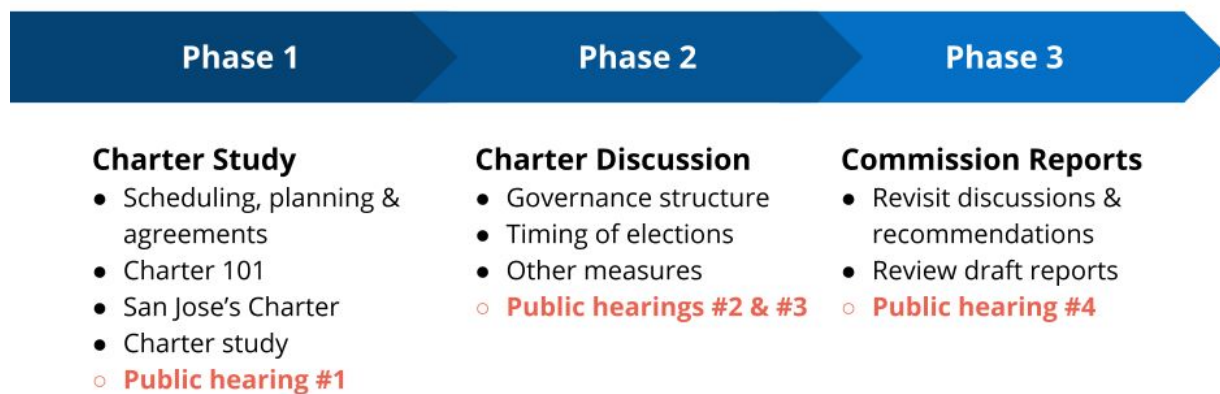 Phase 1
Phase 2
Phase 3
Charter Study
● Scheduling, planning &
agreements
● Charter 101
● San Jose's Charter
● Charter study
○ Public hearing #1
Charter Discussion
● Governance structure
● Timing of elections
● Other measures
○ Public hearings #2 & #3
Commission Reports
● Revisit discussions &
recommendations
● Review draft reports
○ Public hearing #4